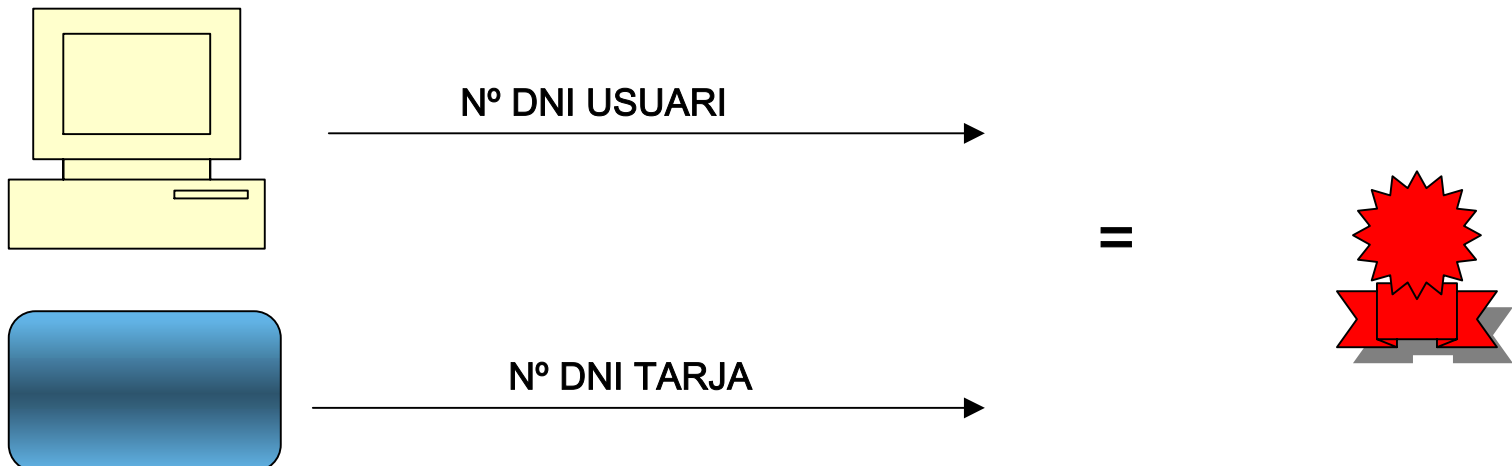 Nº DNI USUARI
=
Nº DNI TARJA